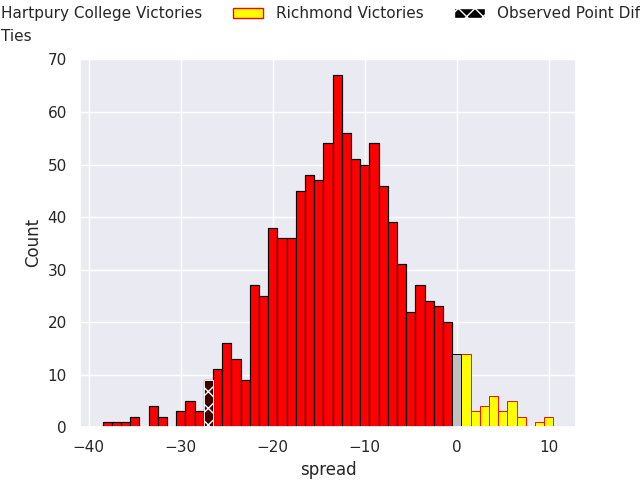 Hartpury College Victories Richmond Victories Observed Point Dif
Ties
70
60
50
40
30
20
10
0
Count
−40 −30 −20 −10 0 10
spread